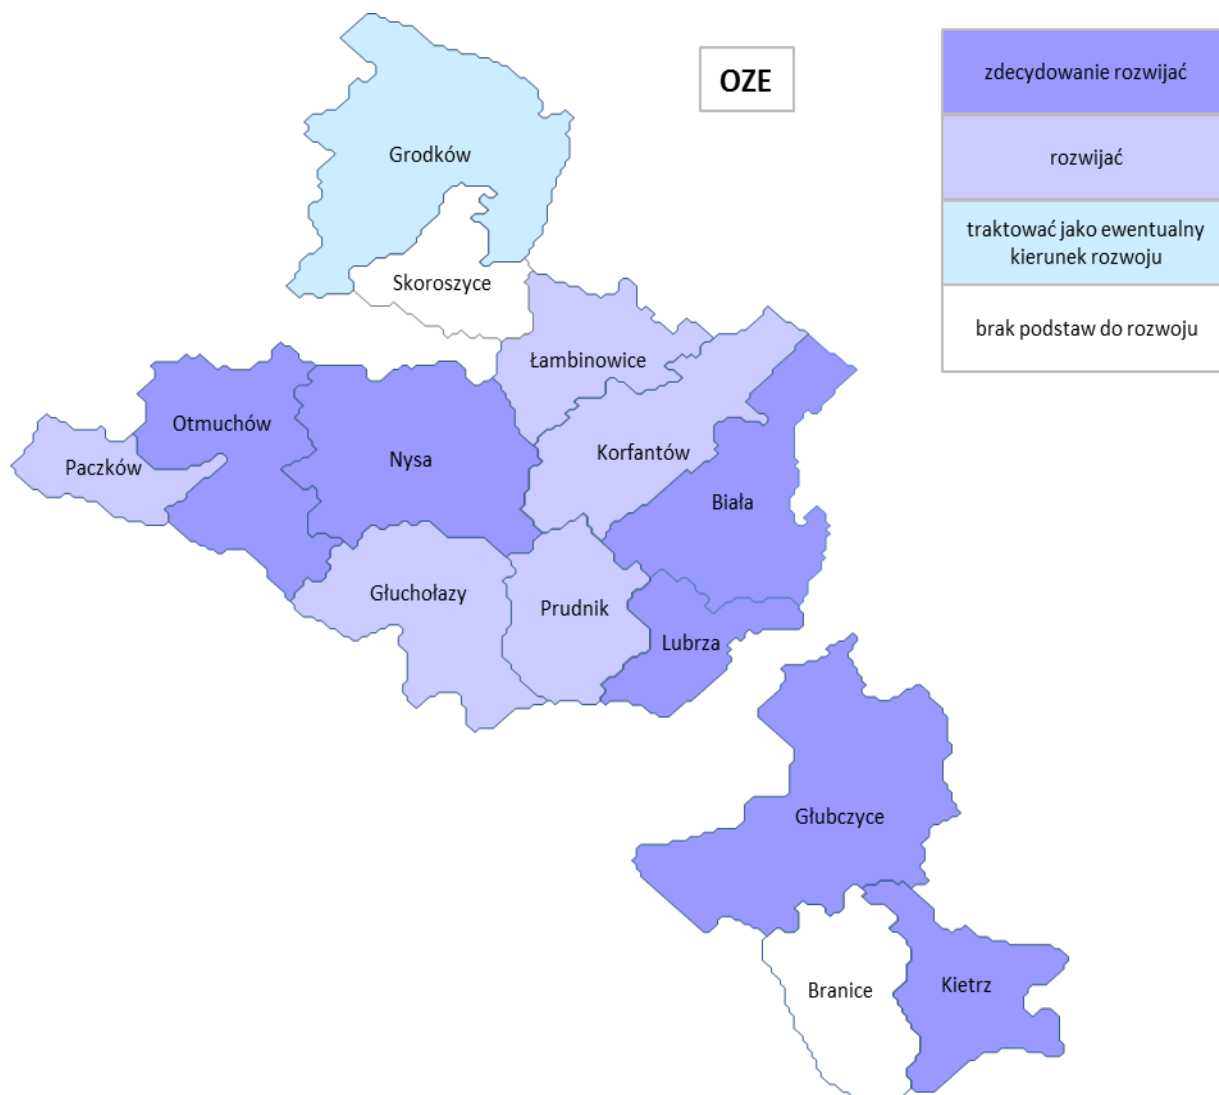 OZE
zdecydowanie rozwijać
rozwijać
traktować jako ewentualny
kierunek rozwoju
brak podstaw do rozwoju
Grodków
Skoroszyce
Łambinowice
Otmuchów
Korfantów
Paczków
Nysa
Biała
Głuchołazy
Prudnik
Lubrza
Głubczyce
Kietrz
Branice